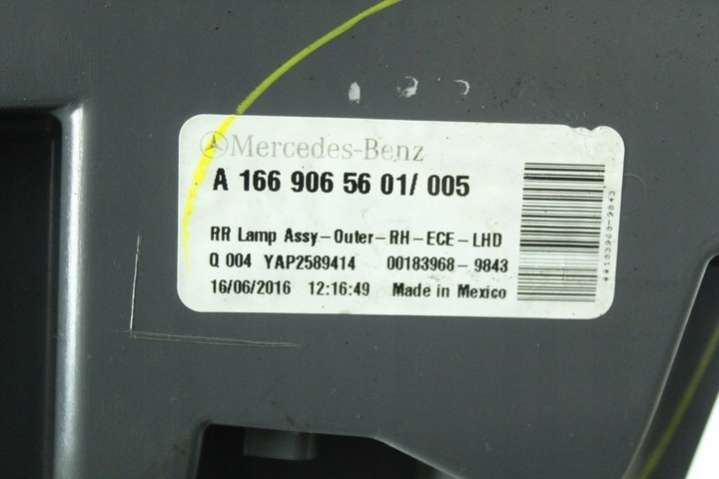 Mercedes-Benz
A 166 906 56 01/ 005
RR Lamp Assy-Outer-RH-ECE-LHD
Q 004 YAP2589414 00183968-9843
16/06/2016 12:16:49 Made in Mexico